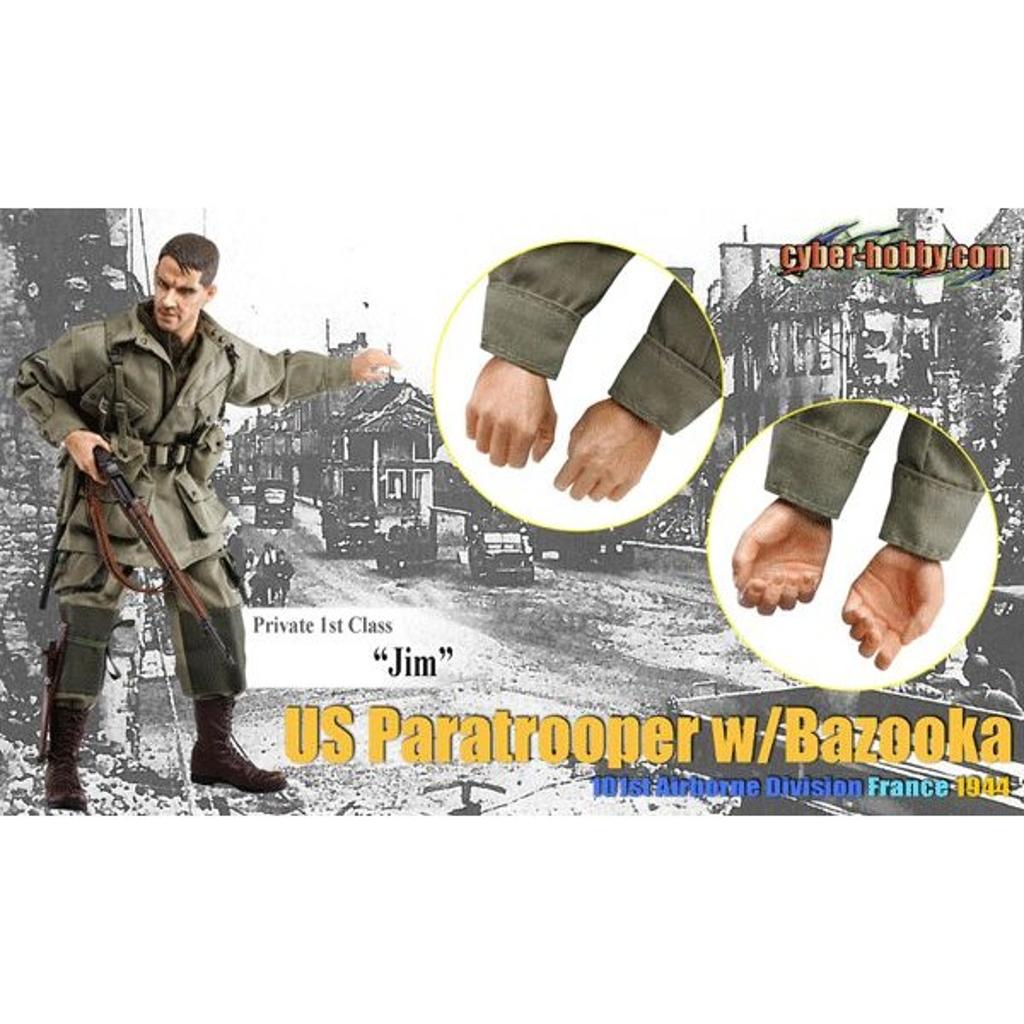 cyber-hobby.com
Private 1st Class
“Jim”
US Paratrooper w/Bazooka
101st Airborne Division France 1944